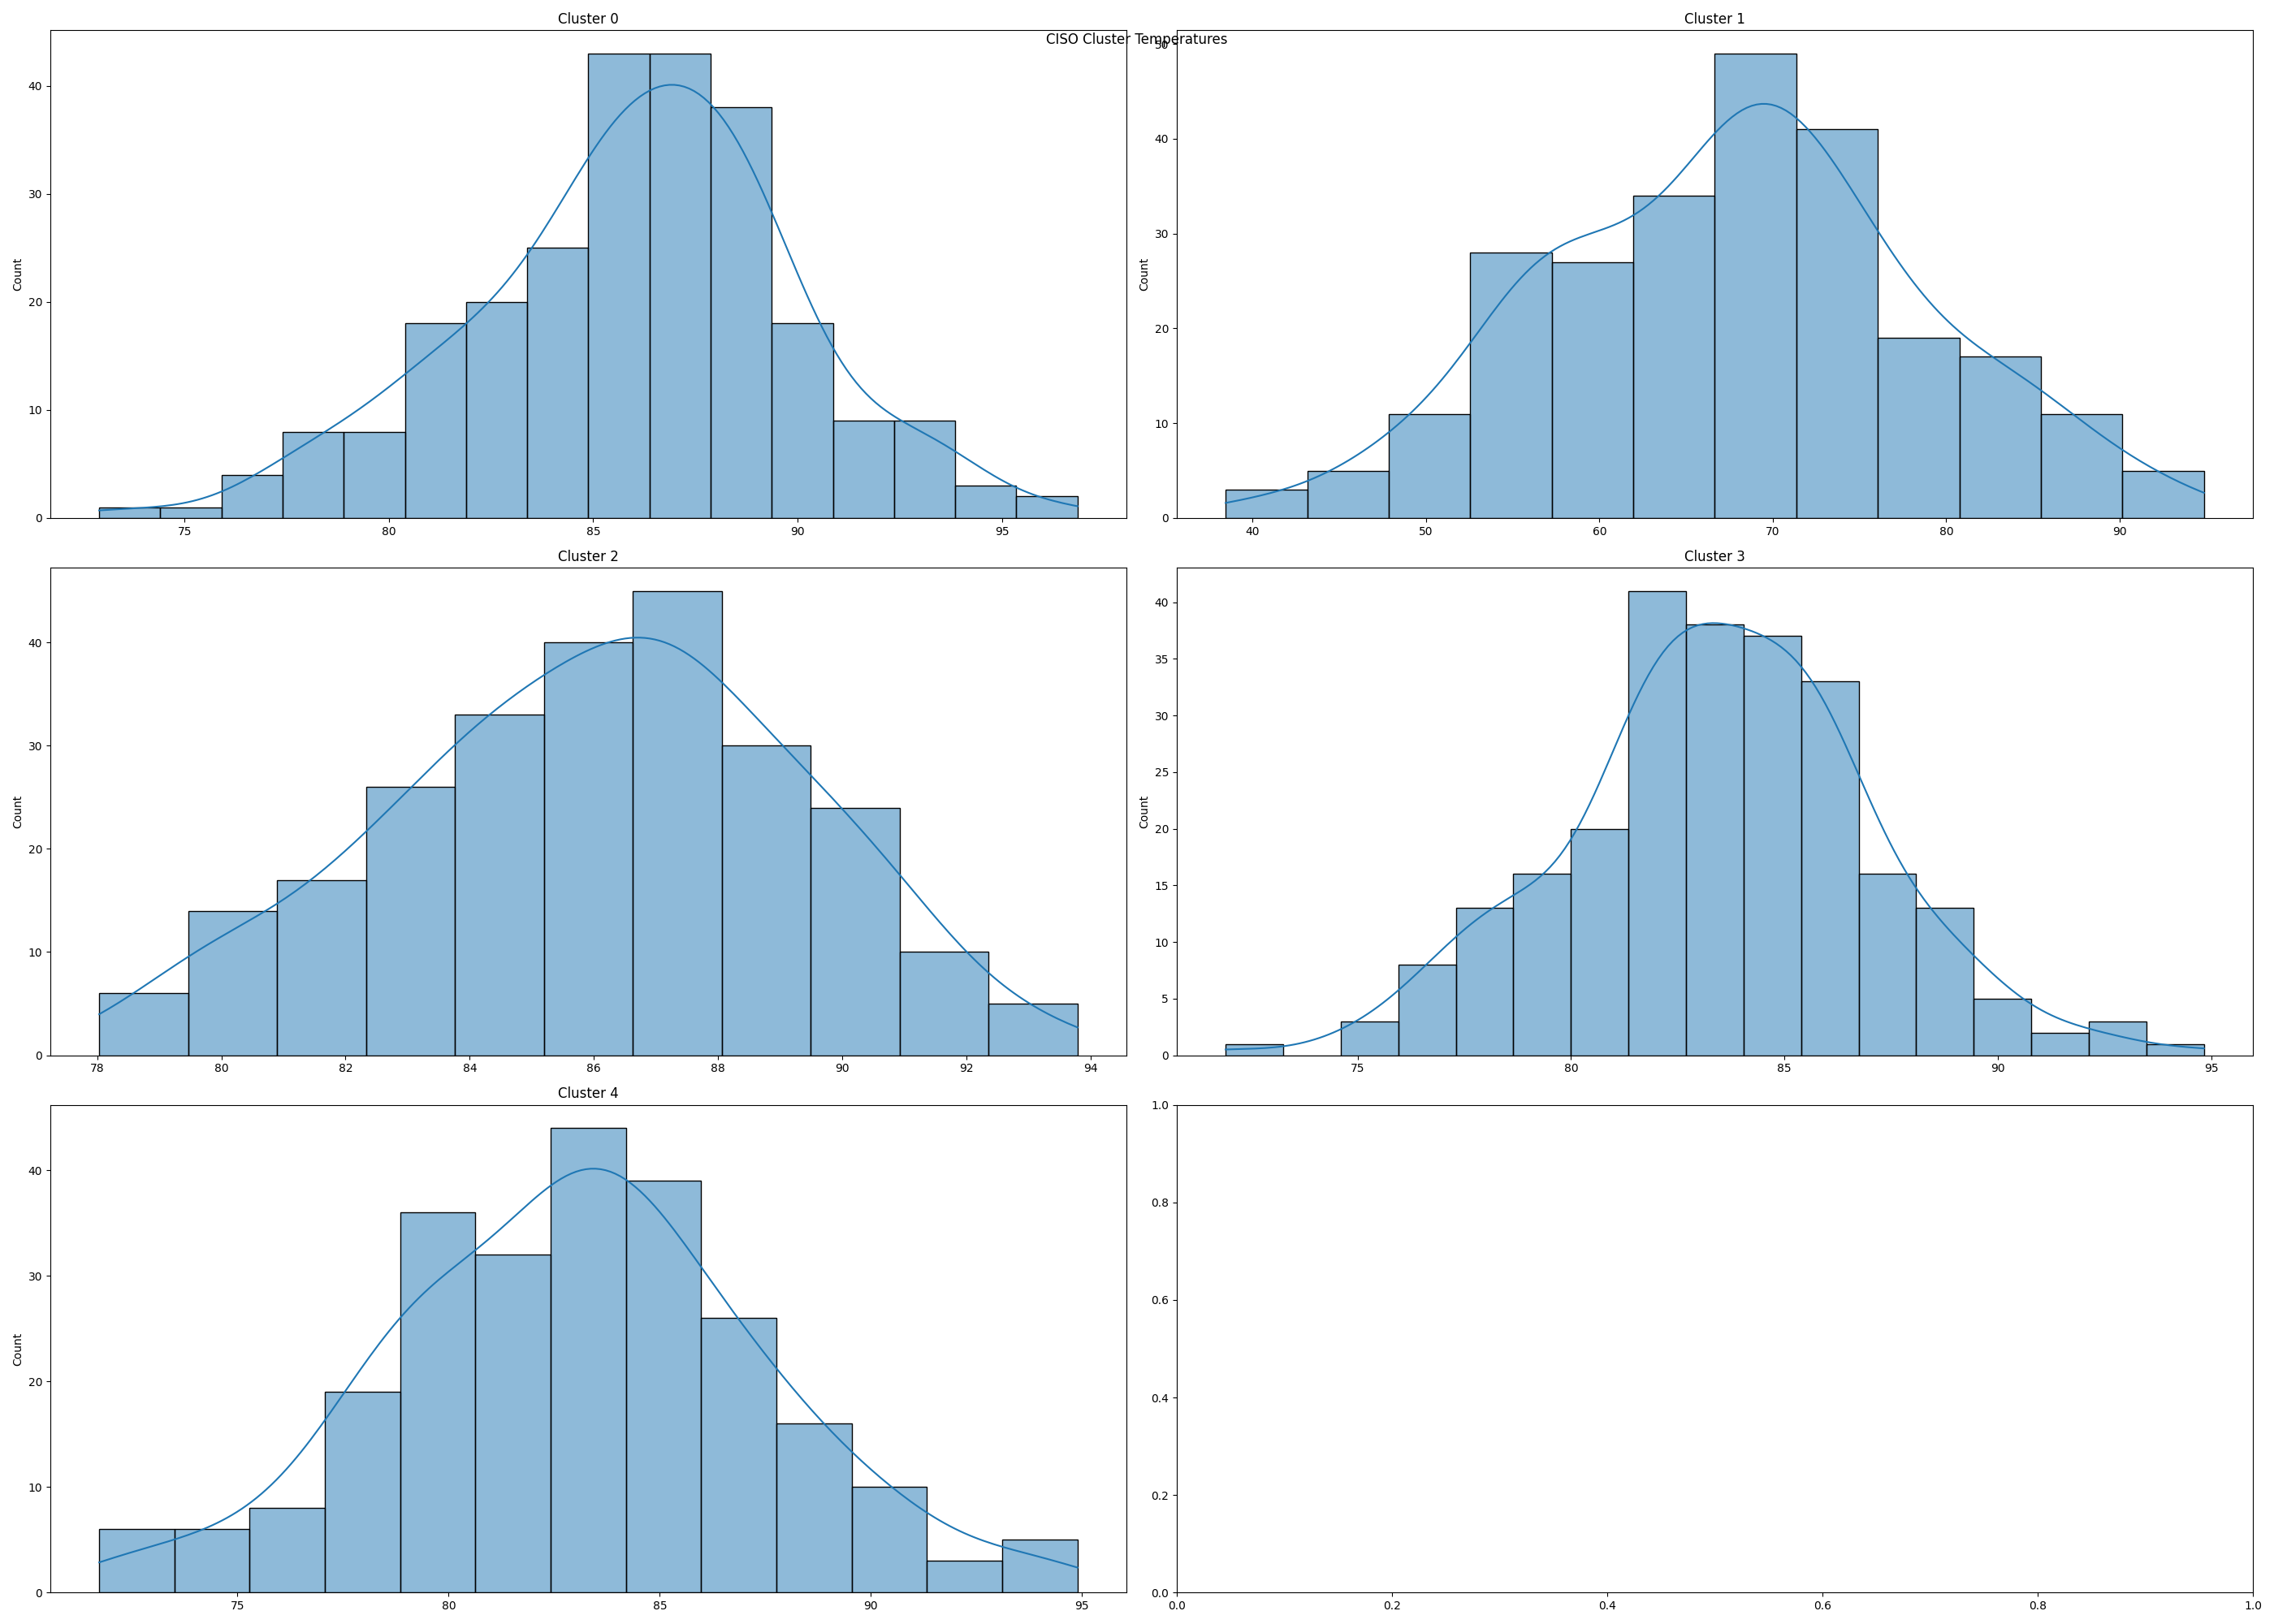 CISO Cluster Temperatures
Cluster 0
Count
0 10 20 30 40
75 80 85 90 95
Cluster 1
Count
0 10 20 30 40 50
40 50 60 70 80 90
Cluster 2
Count
0 10 20 30 40
78 80 82 84 86 88 90 92 94
Cluster 3
Count
0 5 10 15 20 25 30 35 40
75 80 85 90 95
Cluster 4
Count
0 10 20 30 40
75 80 85 90 95
0.0 0.2 0.4 0.6 0.8 1.0
0.0 0.2 0.4 0.6 0.8 1.0